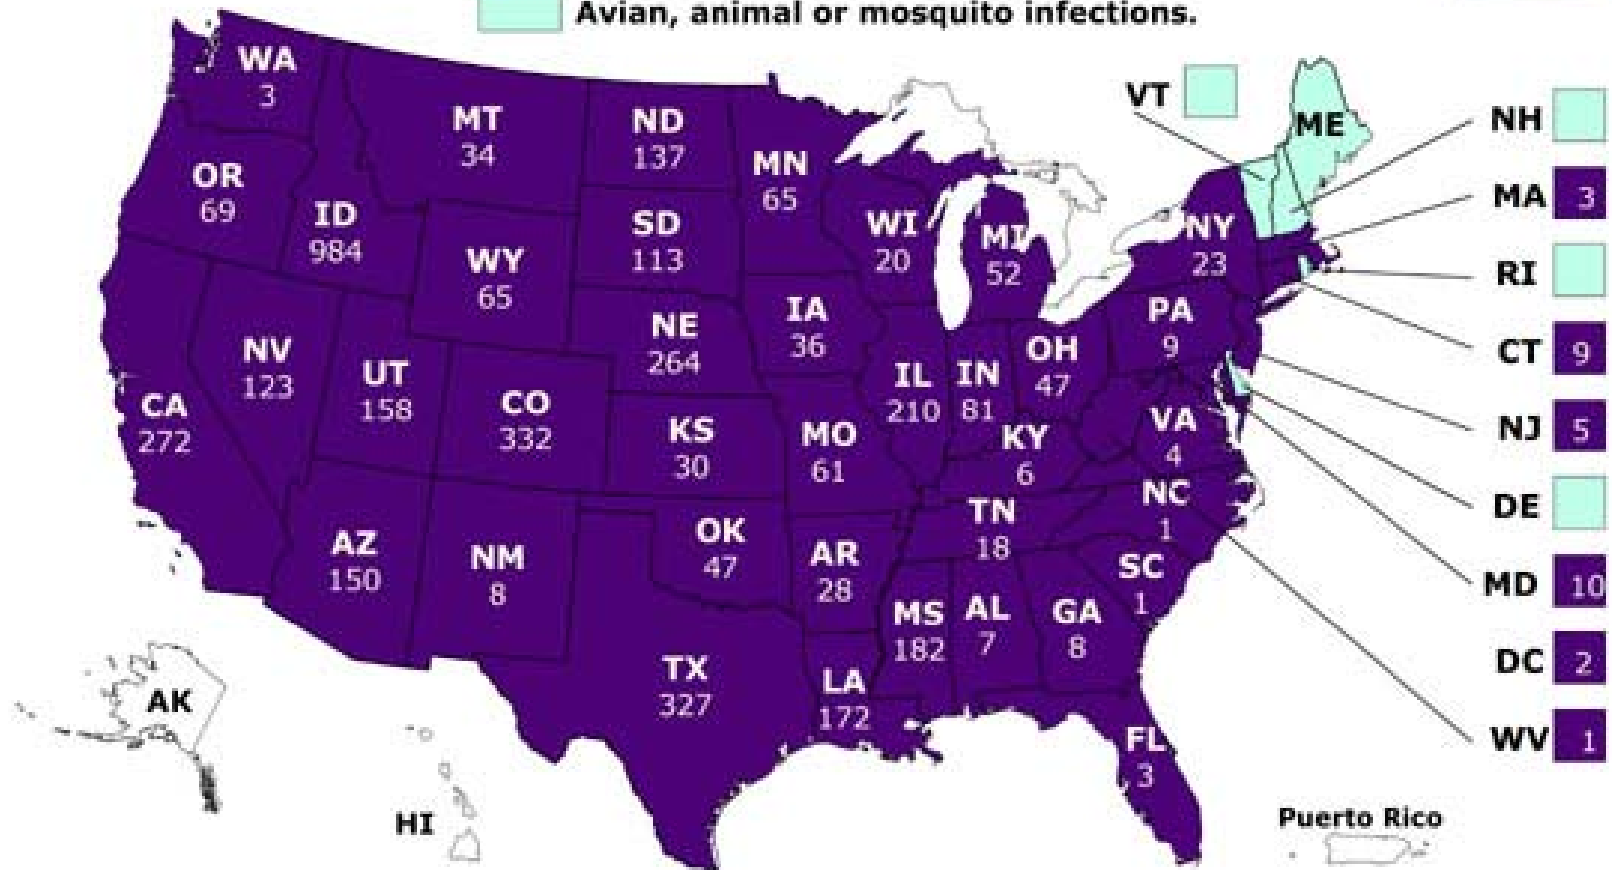 Avian, animal or mosquito infections.
WA
3
MT
34
ND
137
MN
65
VT
ME
NH
OR
69
ID
984
WY
65
SD
113
WI
20
MI
52
NY
23
MA
3
RI
NV
123
UT
158
CO
332
NE
264
IA
36
IL
210
IN
81
OH
47
PA
9
CT
9
CA
272
KS
30
MO
61
KY
6
VA
4
NJ
5
AZ
150
NM
8
OK
47
AR
28
TN
18
NC
1
DE
SC
1
MS
182
AL
7
GA
8
MD
10
TX
327
LA
172
DC
2
AK
FL
3
WV
1
HI
Puerto Rico